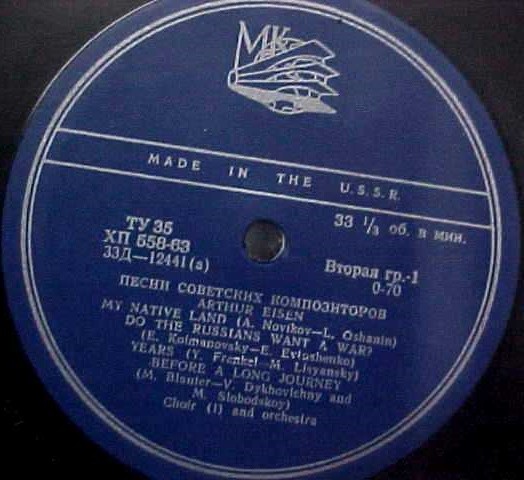 MK
MADE IN THE U.S.S.R.
33 1/3 об. в мин.
ТУ 35
ХП 558-63
33Д—12441(а)
Вторая гр.-1
0-70
ПЕСНИ СОВЕТСКИХ КОМПОЗИТОРОВ
ARTHUR EISEN
MY NATIVE LAND (A. Novikov—L. Oshanin)
DO THE RUSSIANS WANT A WAR?
(E. Kolmanovsky—E. Evtushenko)
YEARS (Y. Frenkel—M. Lisyansky)
BEFORE A LONG JOURNEY
(M. Blanter—V. Dykhovichny and
M. Slobodskoy)
Choir (1) and orchestra